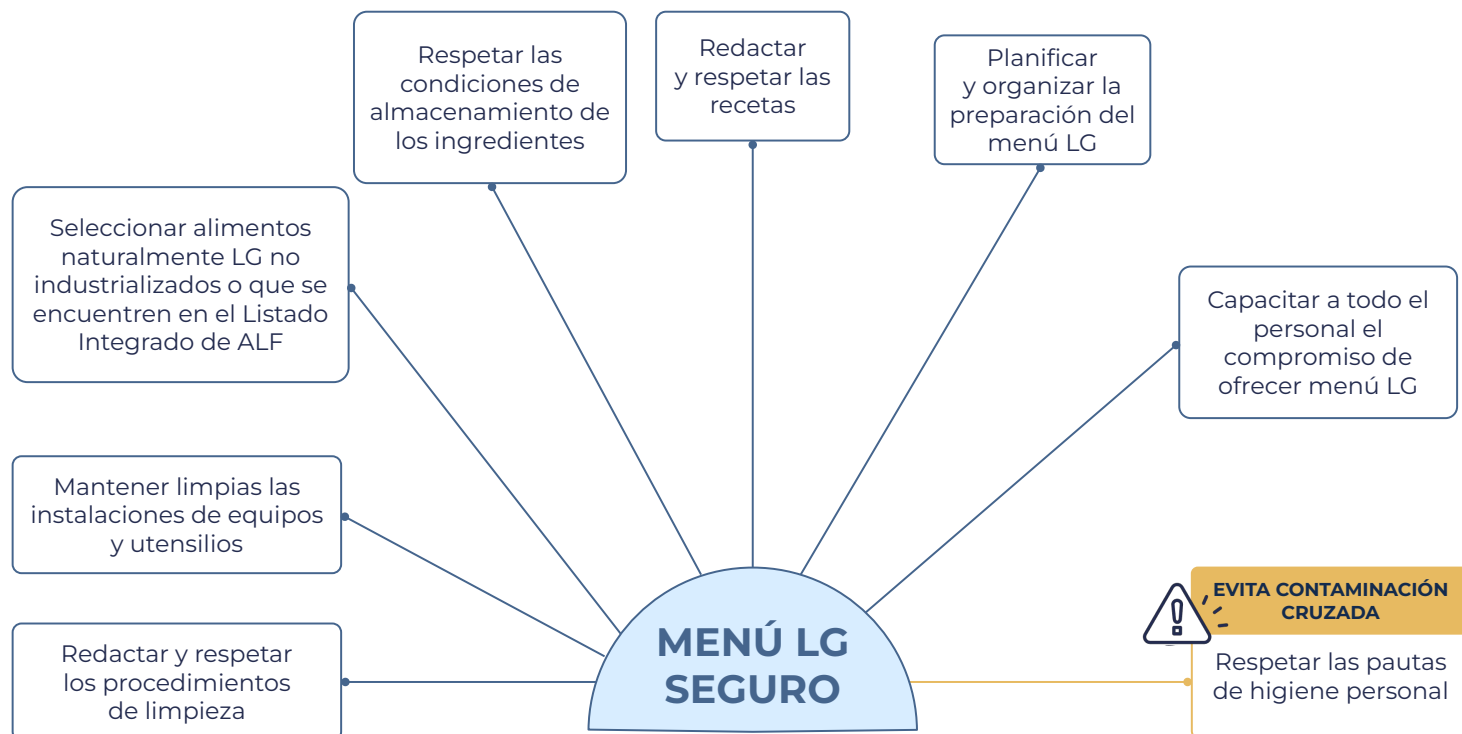 Respetar las
condiciones de
almacenamiento de
los ingredientes
Redactar
y respetar las
recetas
Planificar
y organizar la
preparación del
menú LG
Seleccionar alimentos
naturalmente LG no
industrializados o que se
encuentren en el Listado
Integrado de ALF
Capacitar a todo el
personal el
compromiso de
ofrecer menú LG
Mantener limpias las
instalaciones de equipos
y utensilios
Redactar y respetar
los procedimientos
de limpieza
MENÚ LG
SEGURO
EVITA CONTAMINACIÓN
CRUZADA
Respetar las pautas
de higiene personal